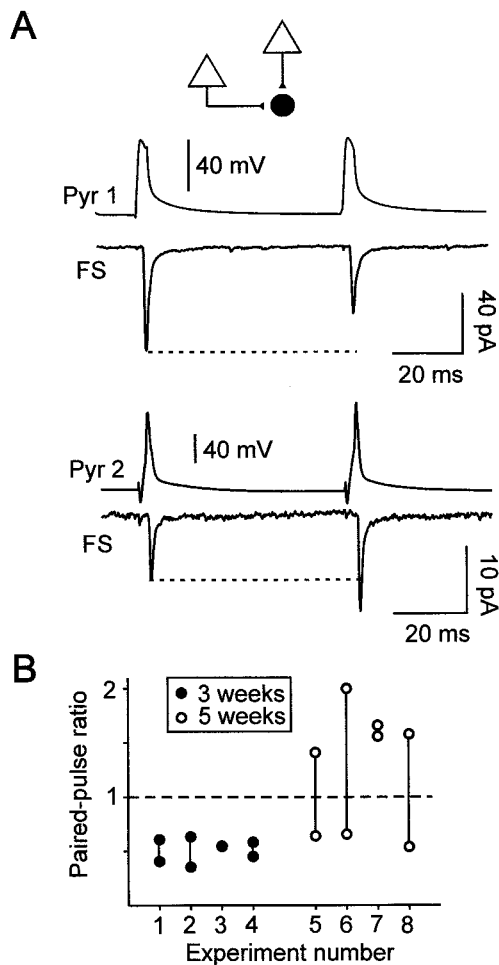 A
40 mV
Pyr 1
FS
40 pA
20 ms
40 mV
Pyr 2
FS
10 pA
20 ms
B
Paired-pulse ratio
2
1
3 weeks
5 weeks
1 2 3 4 5 6 7 8
Experiment number